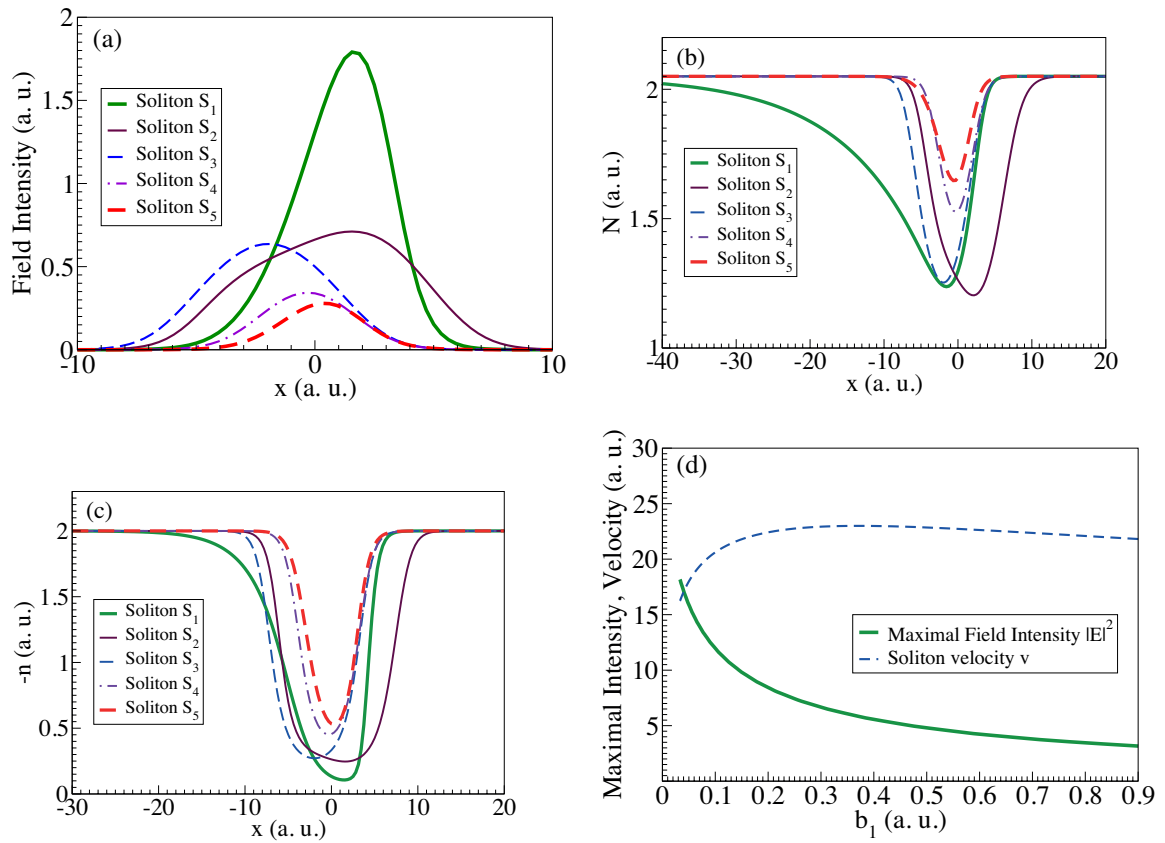 (a)
Field Intensity (a. u.)
2
1.5
1
0.5
0
-10
0
10
x (a. u.)
Soliton S1
Soliton S2
Soliton S3
Soliton S4
Soliton S5
(b)
N (a. u.)
2
1.5
1
-40
-30
-20
-10
0
10
20
x (a. u.)
Soliton S1
Soliton S2
Soliton S3
Soliton S4
Soliton S5
(c)
-n (a. u.)
2
1.5
1
0.5
0
-30
-20
-10
0
10
20
x (a. u.)
Soliton S1
Soliton S2
Soliton S3
Soliton S4
Soliton S5
(d)
Maximal Intensity, Velocity (a. u.)
30
25
20
15
10
5
0
0.1
0.2
0.3
0.4
0.5
0.6
0.7
0.8
0.9
b1 (a. u.)
Maximal Field Intensity |E|²
Soliton velocity v